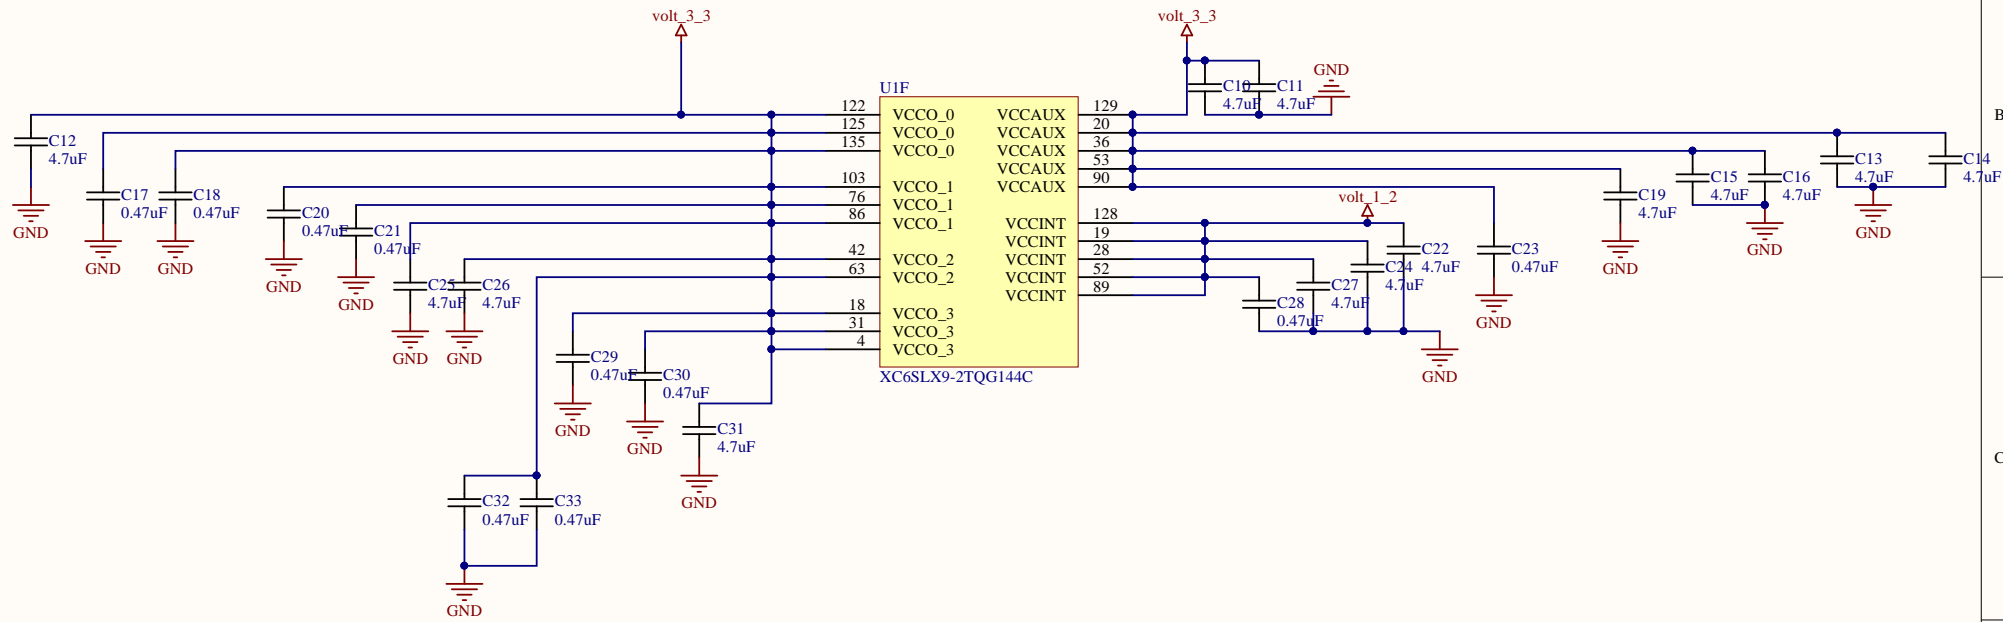 volt_3_3
volt_3_3
U1F
GND
C10
4.7uF
C11
4.7uF
122 VCCO_0 VCCAUX 129
125 VCCO_0 VCCAUX 20
135 VCCO_0 VCCAUX 36
VCCAUX 53
103 VCCO_1 VCCAUX 90
76 VCCO_1
86 VCCO_1 VCCINT 128
VCCINT 19
42 VCCO_2 VCCINT 28
63 VCCO_2 VCCINT 52
VCCINT 89
18 VCCO_3
31 VCCO_3
4 VCCO_3
XC6SLX9-2TQG144C
B
C12
4.7uF
GND
C17
0.47uF
GND
C18
0.47uF
GND
C20
0.47uF
GND
C21
0.47uF
GND
C25
4.7uF
GND
C26
4.7uF
GND
C29
0.47uF
GND
C30
0.47uF
GND
C31
4.7uF
GND
C32
0.47uF
C33
0.47uF
GND
volt_1_2
C22
4.7uF
C24
4.7uF
C27
4.7uF
C28
0.47uF
GND
C23
0.47uF
GND
C19
4.7uF
GND
C15
4.7uF
C16
4.7uF
GND
C13
4.7uF
C14
4.7uF
GND
C